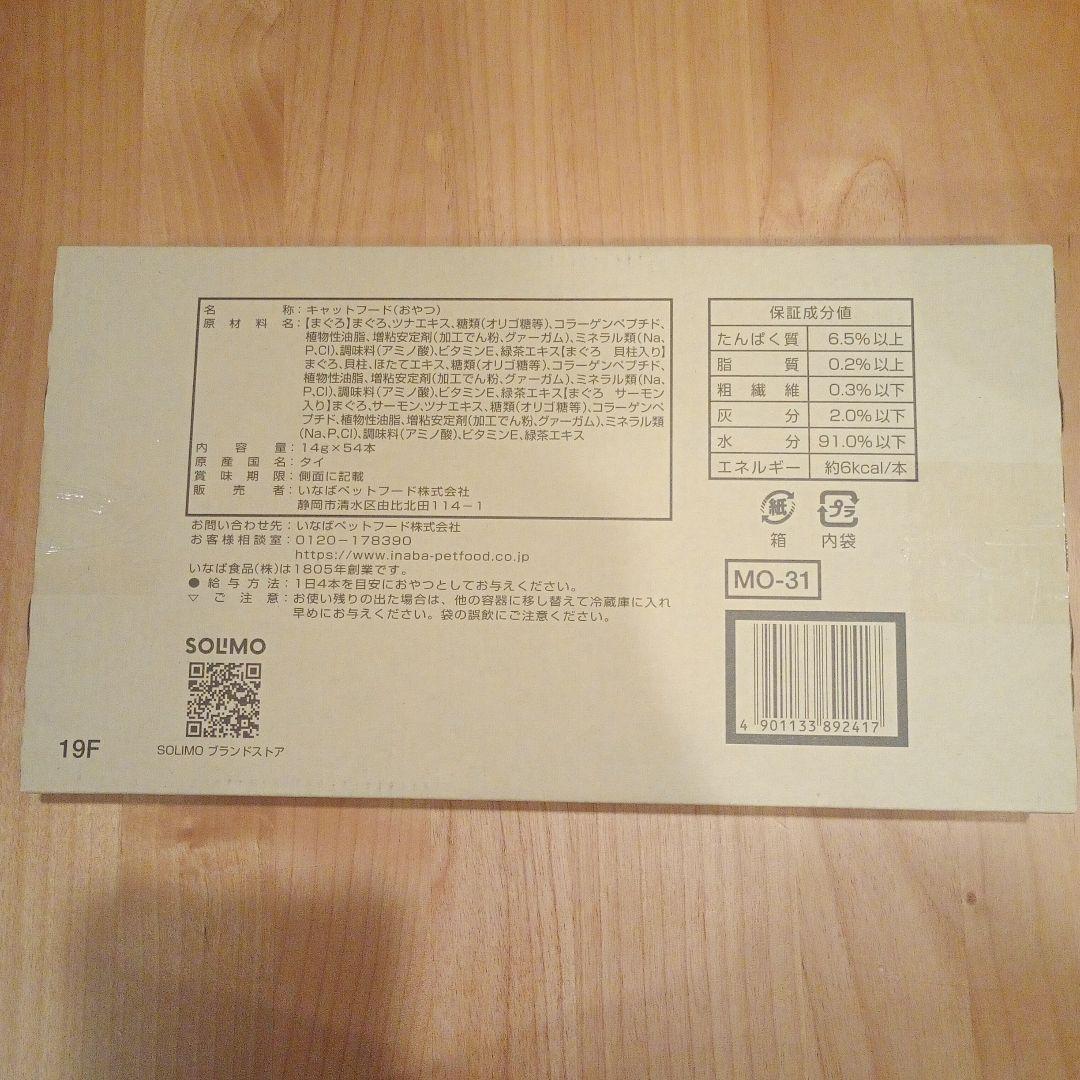 名称：キャットフード(おやつ)
原材料名：【まぐろ】まぐろ、ツナエキス、糖類(オリゴ糖等)、コラーゲンペプチド、
植物性油脂、増粘安定剤(加工でん粉、グァーガム)、ミネラル類(Na、
P、Cl)、調味料(アミノ酸)、ビタミンE、緑茶エキス【まぐろ　貝柱入り】
まぐろ、貝柱、ほたてエキス、糖類(オリゴ糖等)、コラーゲンペプチド、
植物性油脂、増粘安定剤(加工でん粉、グァーガム)、ミネラル類(Na、
P、Cl)、調味料(アミノ酸)、ビタミンE、緑茶エキス【まぐろ　サーモン
入り】まぐろ、サーモン、ツナエキス、糖類(オリゴ糖等)、コラーゲンペ
プチド、植物性油脂、増粘安定剤(加工でん粉、グァーガム)、ミネラル類
(Na、P、Cl)、調味料(アミノ酸)、ビタミンE、緑茶エキス
内容量：14g×54本
原産国名：タイ
賞味期限：側面に記載
販売者：いなばペットフード株式会社
静岡市清水区由比北田114－1
お問い合わせ先：いなばペットフード株式会社
お客様相談室：0120－178390
https://www.inaba-petfood.co.jp
いなば食品(株)は1805年創業です。
● 給与方法：1日4本を目安におやつとしてお与えください。
▽ ご注意：お使い残りの出た場合は、他の容器に移し替えて冷蔵庫に入れ
早めにお与えください。袋の誤飲にご注意ください。
SOLIMO
SOLIMO ブランドストア
19F
保証成分値
たんぱく質 6.5%以上
脂質 0.2%以上
粗繊維 0.3%以下
灰分 2.0%以下
水分 91.0%以下
エネルギー 約6kcal/本
紙 プラ
箱 内袋
MO-31
4 901133 892417